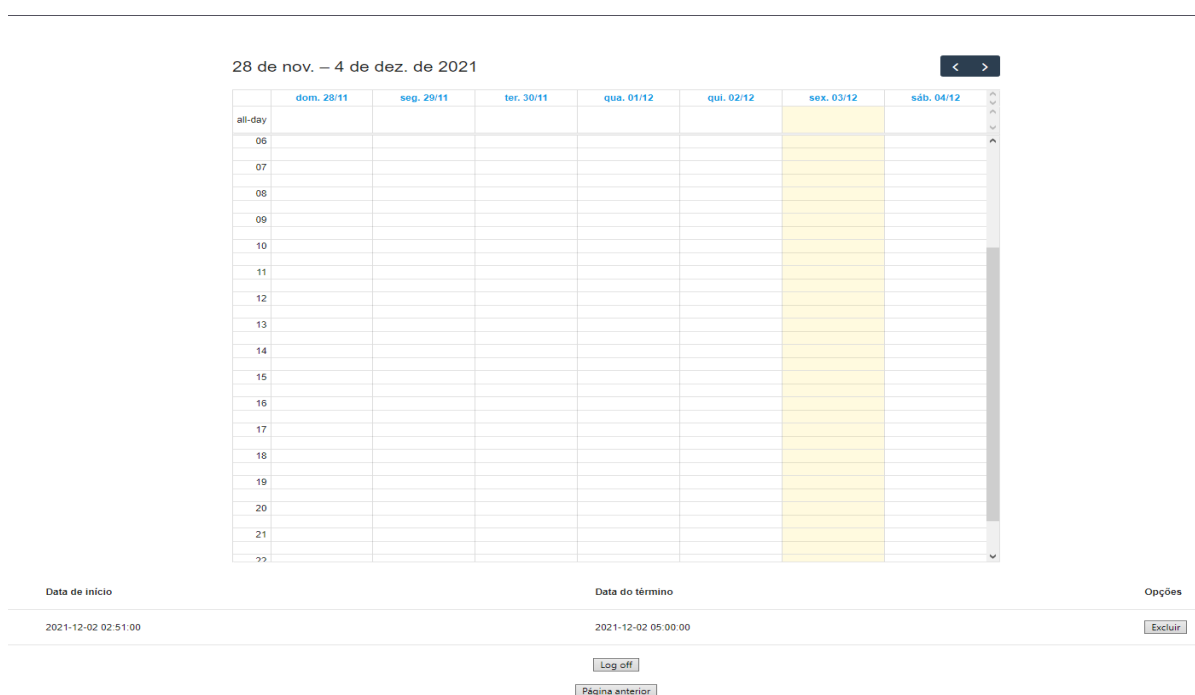 28 de nov. – 4 de dez. de 2021
dom. 28/11 seg. 29/11 ter. 30/11 qua. 01/12 qui. 02/12 sex. 03/12 sáb. 04/12
all-day
06
07
08
09
10
11
12
13
14
15
16
17
18
19
20
21
22
Data de início Data do término Opções
2021-12-02 02:51:00 2021-12-02 05:00:00 Excluir
Log off
Página anterior